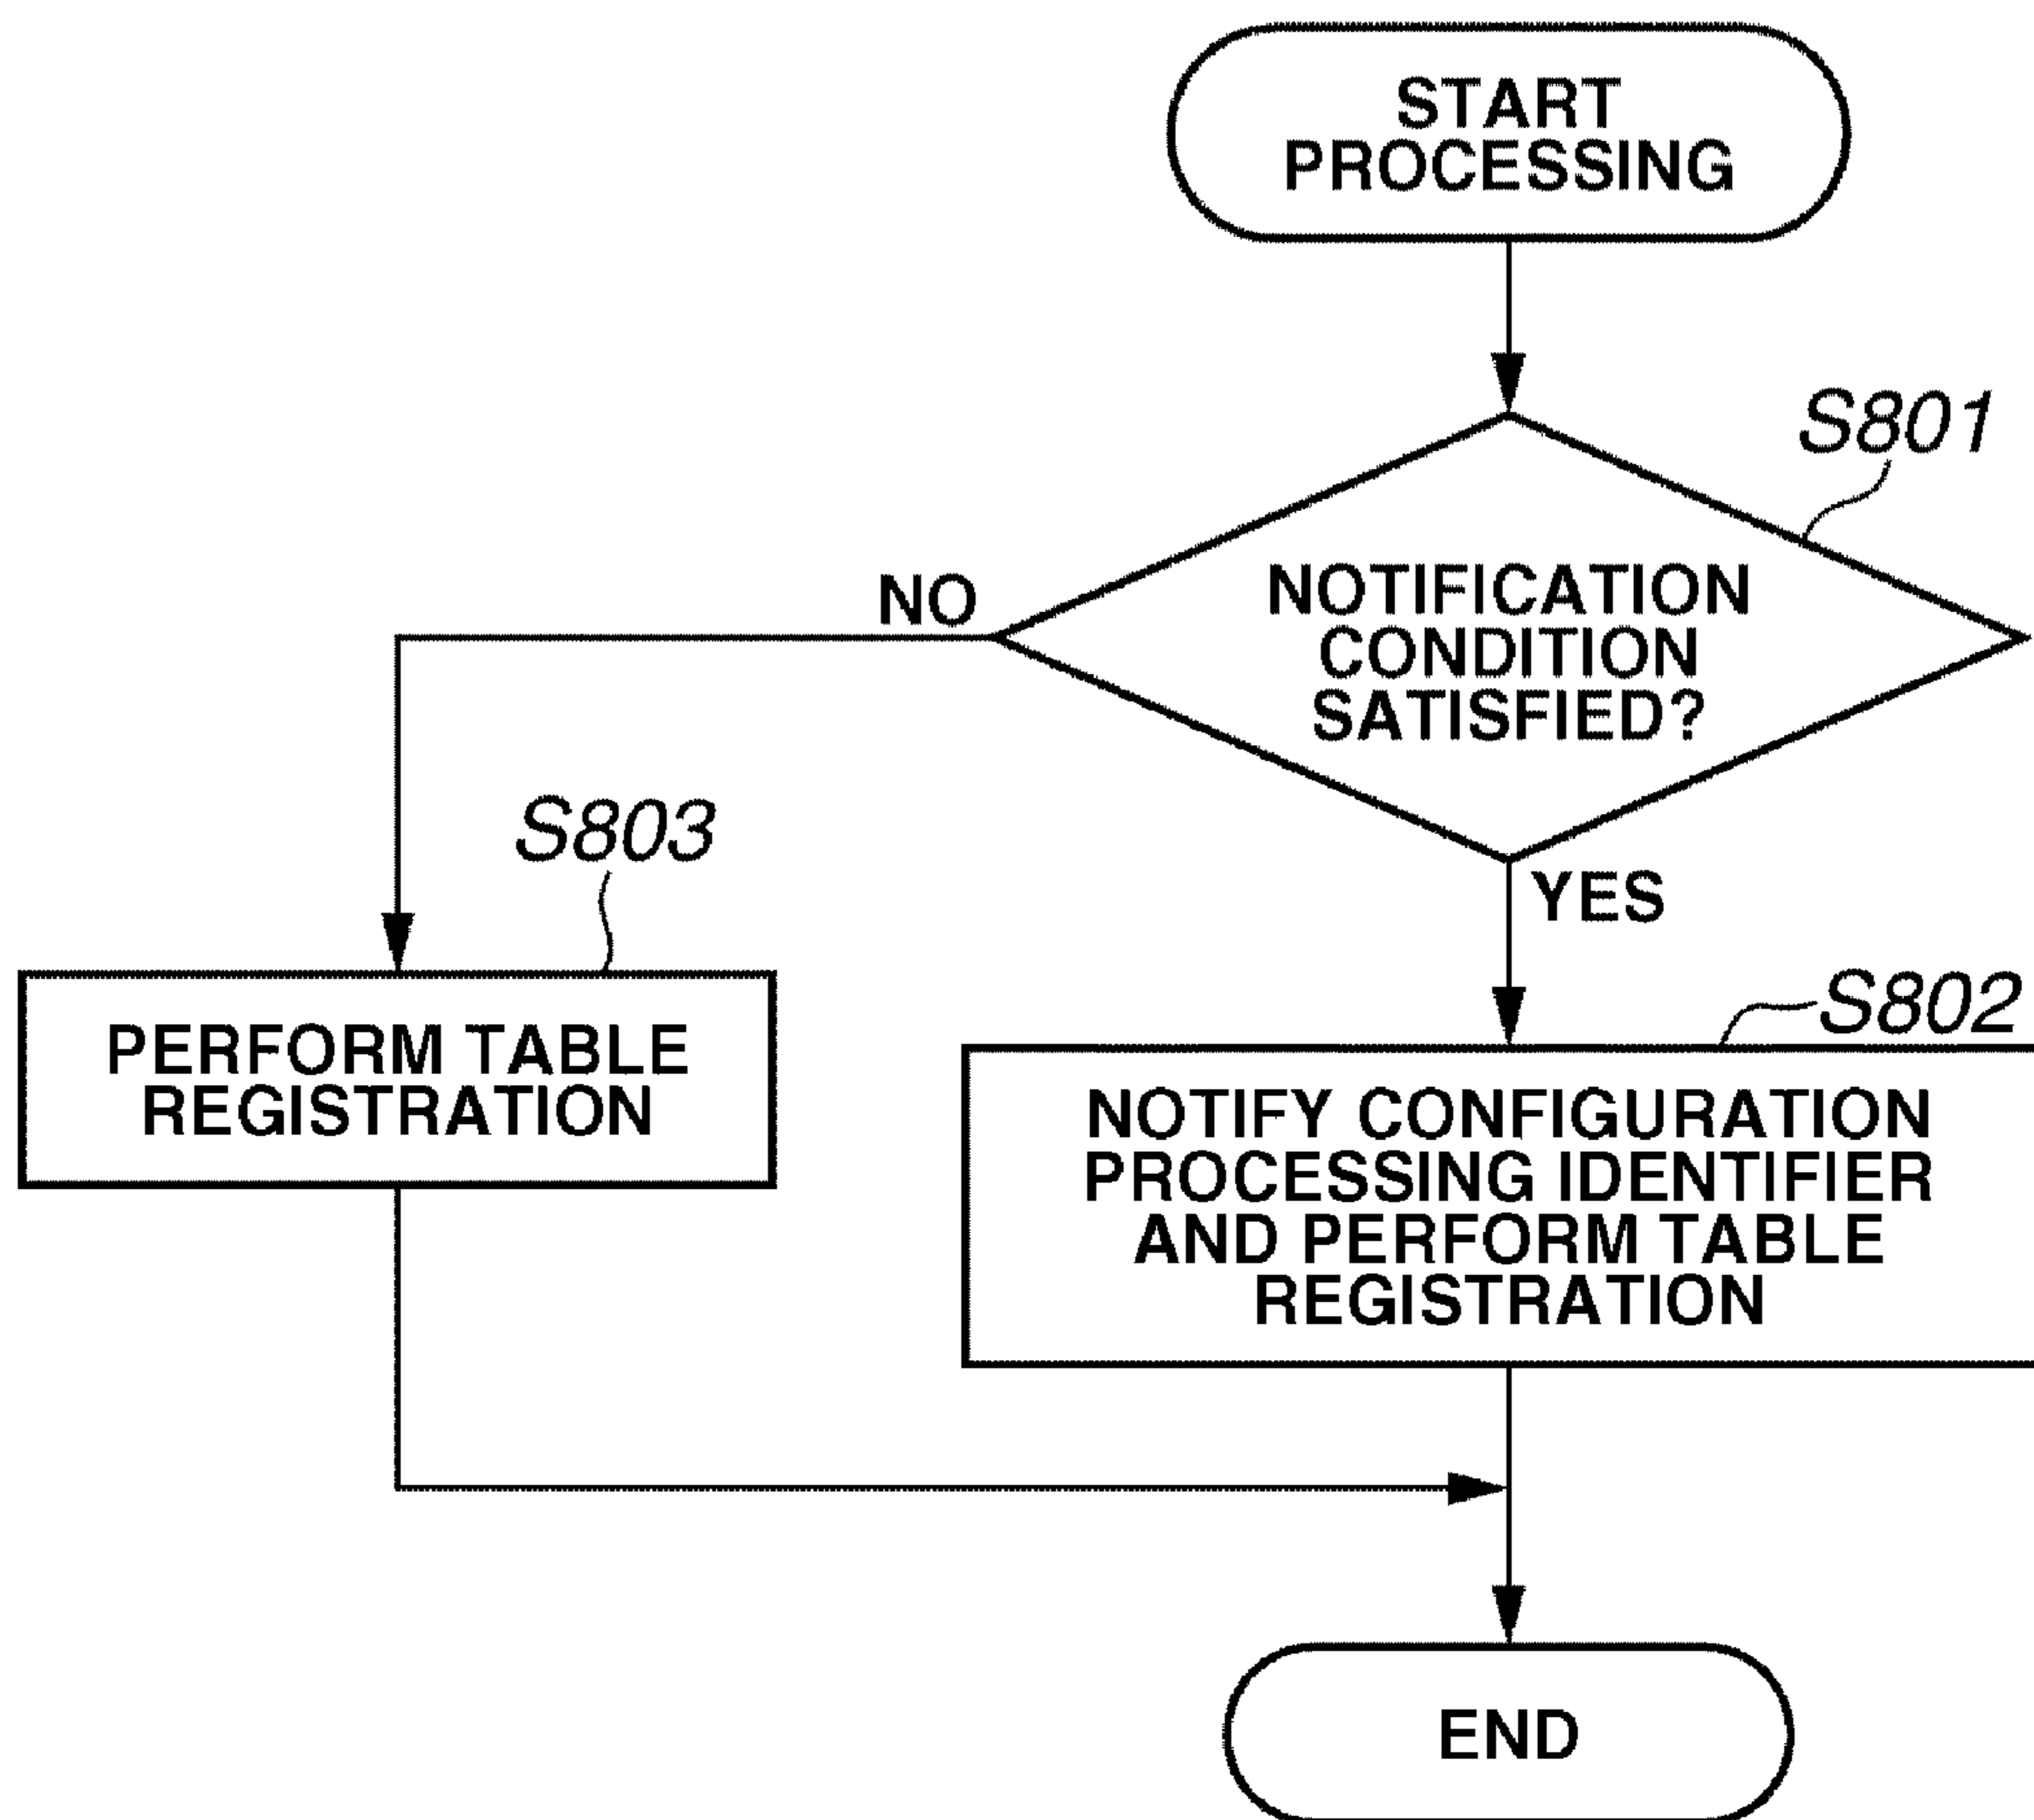 START
PROCESSING
S801
NOTIFICATION
CONDITION
SATISFIED?
NO
YES
S803
PERFORM TABLE
REGISTRATION
S802
NOTIFY CONFIGURATION
PROCESSING IDENTIFIER
AND PERFORM TABLE
REGISTRATION
END